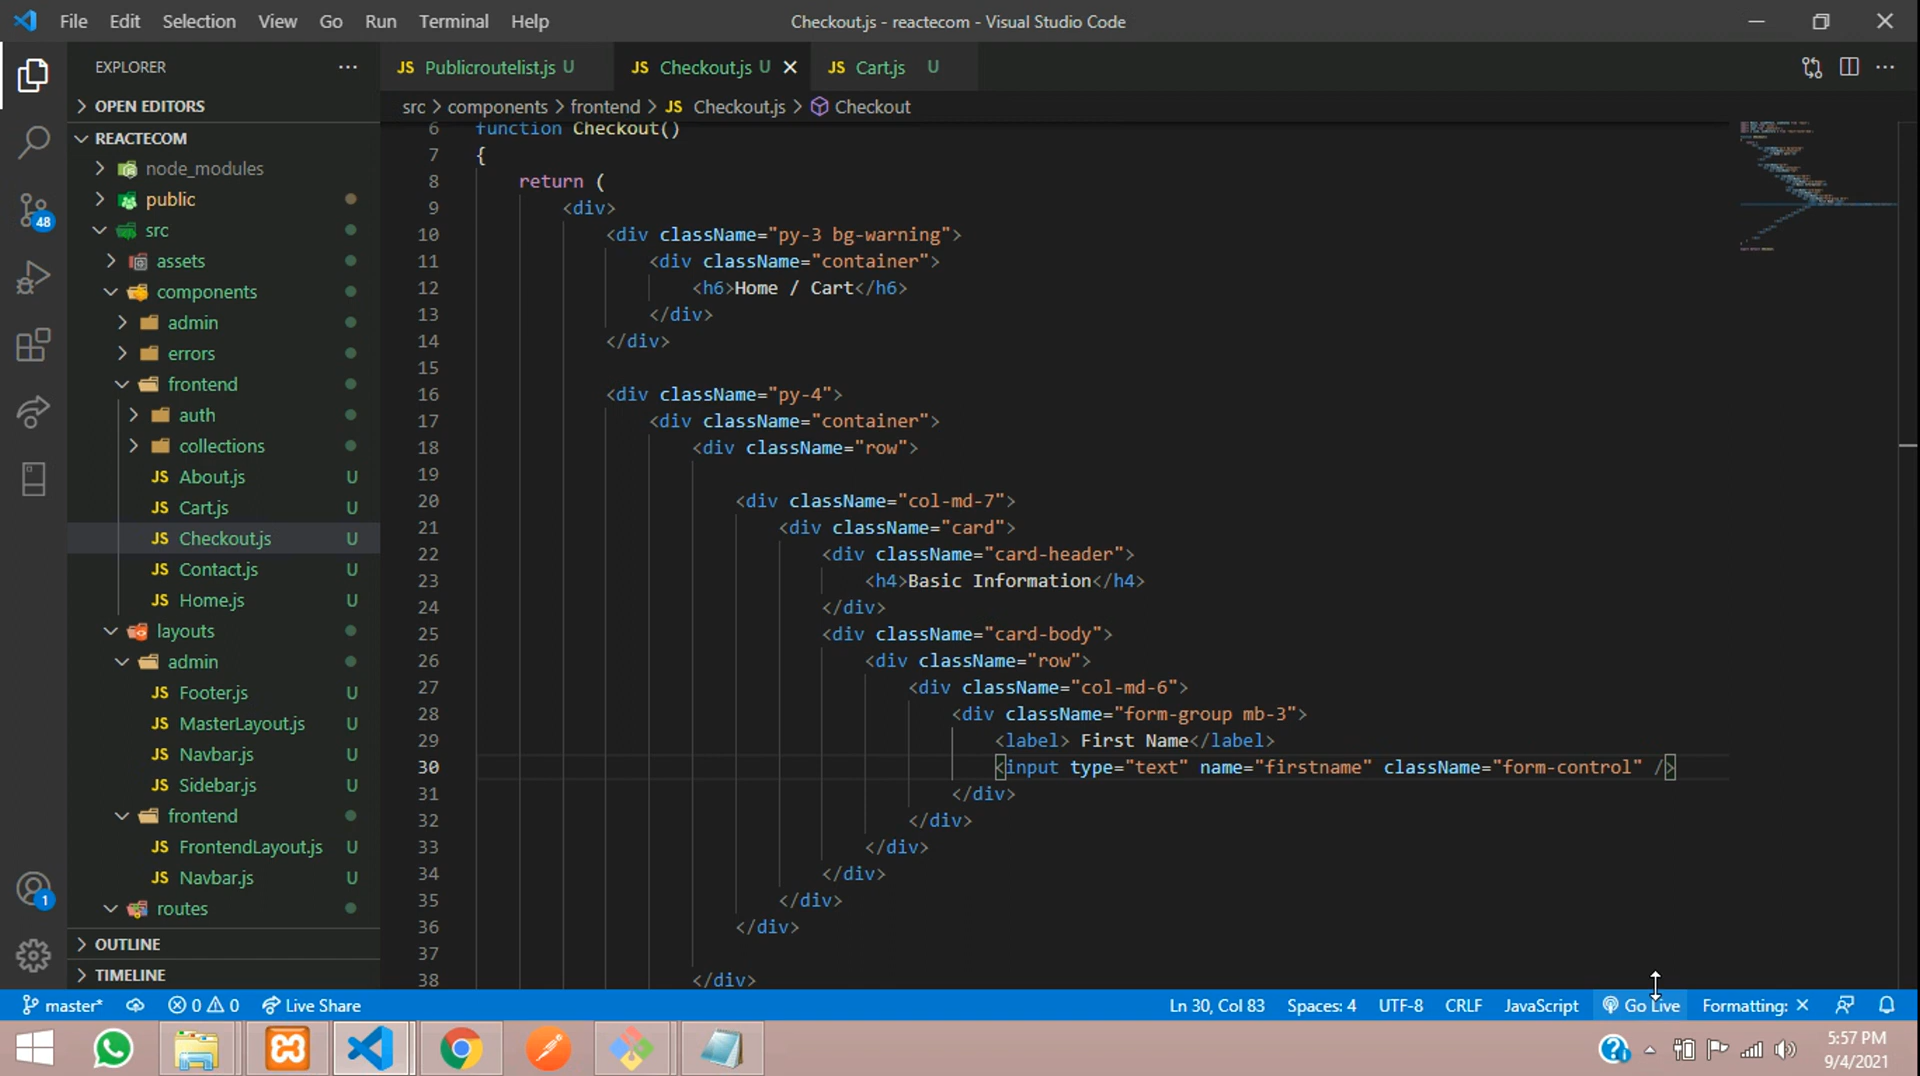 File Edit Selection View Go Run Terminal Help
Checkout.js - reactecom - Visual Studio Code
EXPLORER
OPEN EDITORS
REACTECOM
node_modules
public
src
assets
components
admin
errors
frontend
auth
collections
JS About.js U
JS Cart.js U
JS Checkout.js U
JS Contact.js U
JS Home.js U
layouts
admin
JS Footer.js U
JS MasterLayout.js U
JS Navbar.js U
JS Sidebar.js U
frontend
JS FrontendLayout.js U
JS Navbar.js U
routes
OUTLINE
TIMELINE
48
1
JS Publicroutelist.js U
JS Checkout.js U
JS Cart.js U
src > components > frontend > JS Checkout.js > Checkout
6 function Checkout()
7 {
8 return (
9 <div>
10 <div className="py-3 bg-warning">
11 <div className="container">
12 <h6>Home / Cart</h6>
13 </div>
14 </div>
15
16 <div className="py-4">
17 <div className="container">
18 <div className="row">
19
20 <div className="col-md-7">
21 <div className="card">
22 <div className="card-header">
23 <h4>Basic Information</h4>
24 </div>
25 <div className="card-body">
26 <div className="row">
27 <div className="col-md-6">
28 <div className="form-group mb-3">
29 <label> First Name</label>
30 <input type="text" name="firstname" className="form-control" />
31 </div>
32 </div>
33 </div>
34 </div>
35 </div>
36 </div>
37
38 </div>
master* 0 0 Live Share
Ln 30, Col 83 Spaces: 4 UTF-8 CRLF JavaScript Go Live Formatting: ×
5:57 PM
9/4/2021